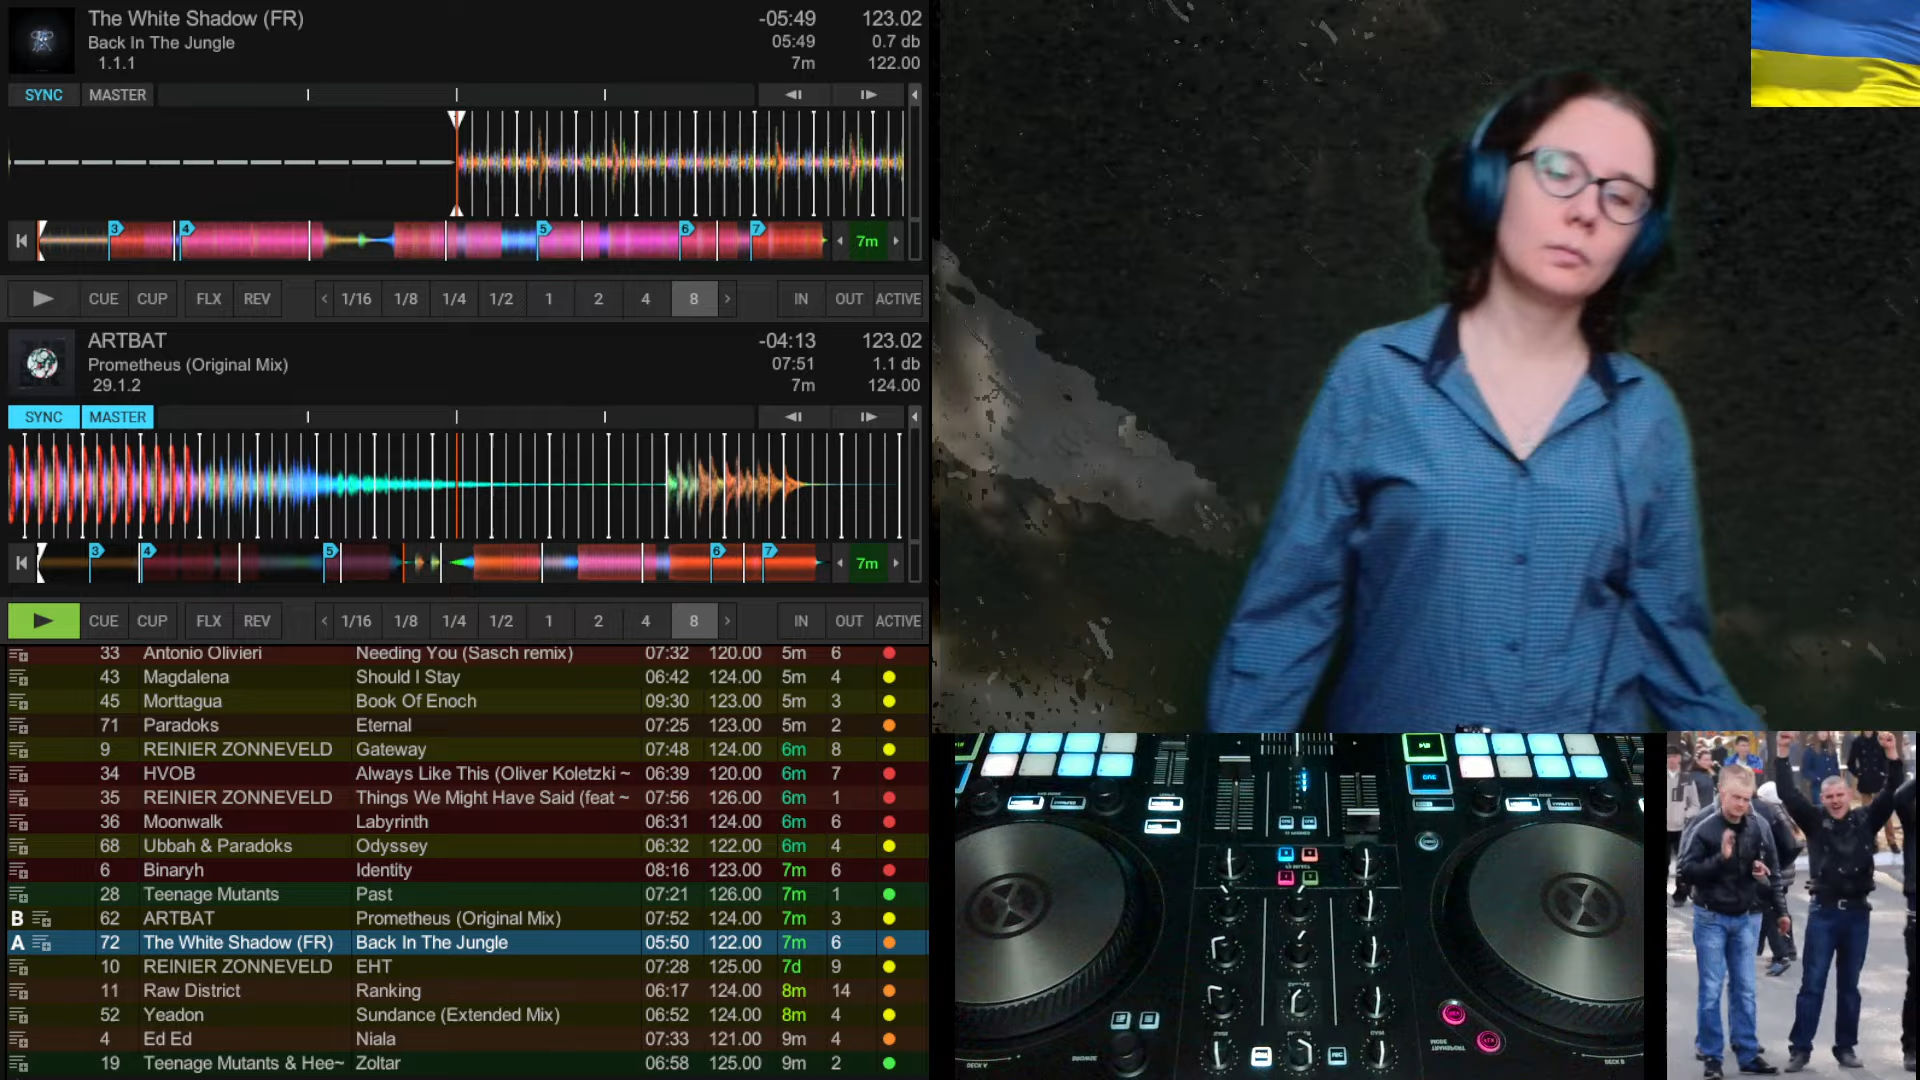 The White Shadow (FR) -05:49 123.02
Back In The Jungle 05:49 0.7 db
1.1.1 7m 122.00
SYNC MASTER
3 4 5 6 7 7m
CUE CUP FLX REV 1/16 1/8 1/4 1/2 1 2 4 8 IN OUT ACTIVE
ARTBAT -04:13 123.02
Prometheus (Original Mix) 07:51 1.1 db
29.1.2 7m 124.00
SYNC MASTER
3 4 5 6 7 7m
CUE CUP FLX REV 1/16 1/8 1/4 1/2 1 2 4 8 IN OUT ACTIVE
33 Antonio Olivieri Needing You (Sasch remix) 07:32 120.00 5m 6
43 Magdalena Should I Stay 06:42 124.00 5m 4
45 Morttagua Book Of Enoch 09:30 123.00 5m 3
71 Paradoks Eternal 07:25 123.00 5m 2
9 REINIER ZONNEVELD Gateway 07:48 124.00 6m 8
34 HVOB Always Like This (Oliver Koletzki ~ 06:39 120.00 6m 7
35 REINIER ZONNEVELD Things We Might Have Said (feat ~ 07:56 126.00 6m 1
36 Moonwalk Labyrinth 06:31 124.00 6m 6
68 Ubbah & Paradoks Odyssey 06:32 122.00 6m 4
6 Binaryh Identity 08:16 123.00 7m 6
28 Teenage Mutants Past 07:21 126.00 7m 1
B 62 ARTBAT Prometheus (Original Mix) 07:52 124.00 7m 3
A 72 The White Shadow (FR) Back In The Jungle 05:50 122.00 7m 6
10 REINIER ZONNEVELD EHT 07:28 125.00 7d 9
11 Raw District Ranking 06:17 124.00 8m 14
52 Yeadon Sundance (Extended Mix) 06:52 124.00 8m 4
4 Ed Ed Niala 07:33 121.00 9m 4
19 Teenage Mutants & Hee~ Zoltar 06:58 125.00 9m 2